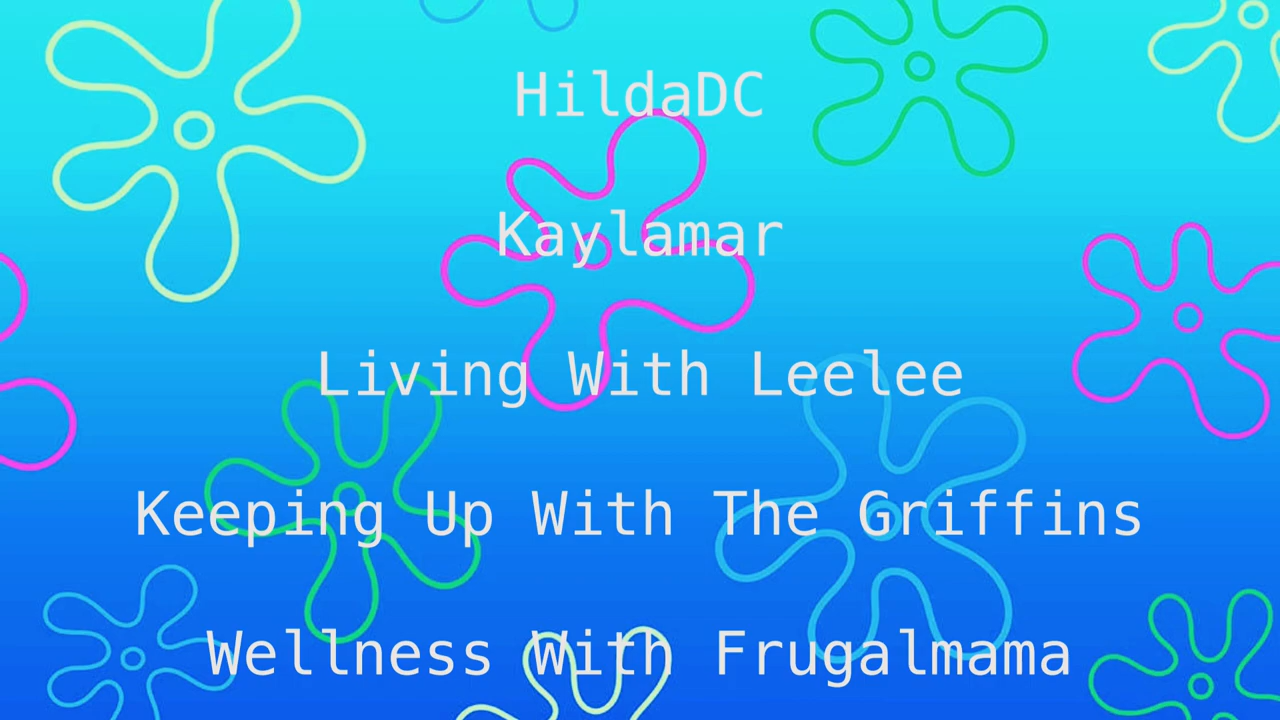 HildaDC
Kaylamar
Living With Leelee
Keeping Up With The Griffins
Wellness With Frugalmama